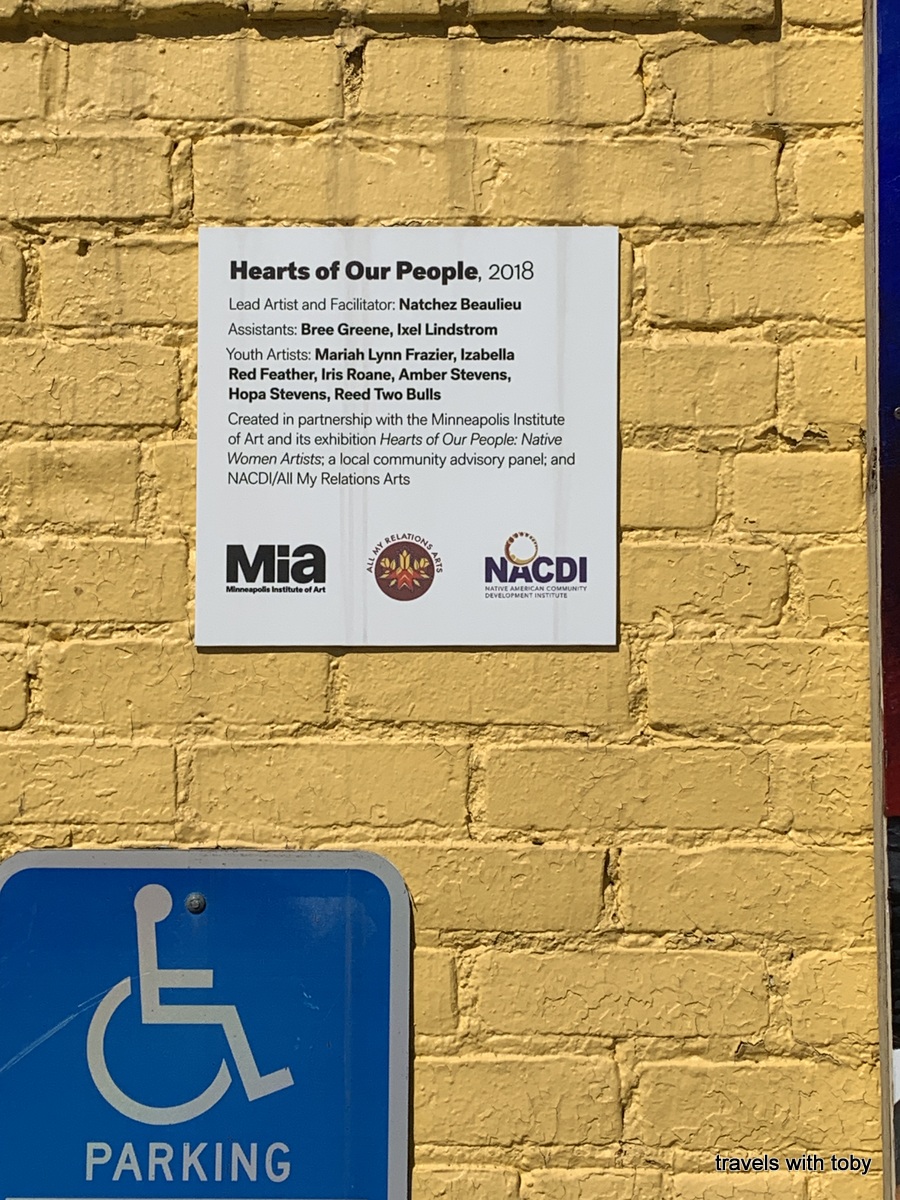 Hearts of Our People, 2018
Lead Artist and Facilitator: Natchez Beaulieu
Assistants: Bree Greene, Ixel Lindstrom
Youth Artists: Mariah Lynn Frazier, Izabella
Red Feather, Iris Roane, Amber Stevens,
Hopa Stevens, Reed Two Bulls
Created in partnership with the Minneapolis Institute
of Art and its exhibition Hearts of Our People: Native
Women Artists; a local community advisory panel; and
NACDI/All My Relations Arts
Mia
Minneapolis Institute of Art
ALL MY RELATIONS ARTS
NACDI
NATIVE AMERICAN COMMUNITY
DEVELOPMENT INSTITUTE
PARKING
travels with toby